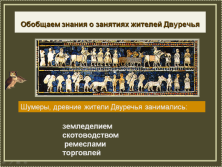 Обобщаем знания о занятиях жителей Двуречья
Шумеры, древние жители Двуречья занимались:
земледелием
скотоводством
ремеслами
торговлей